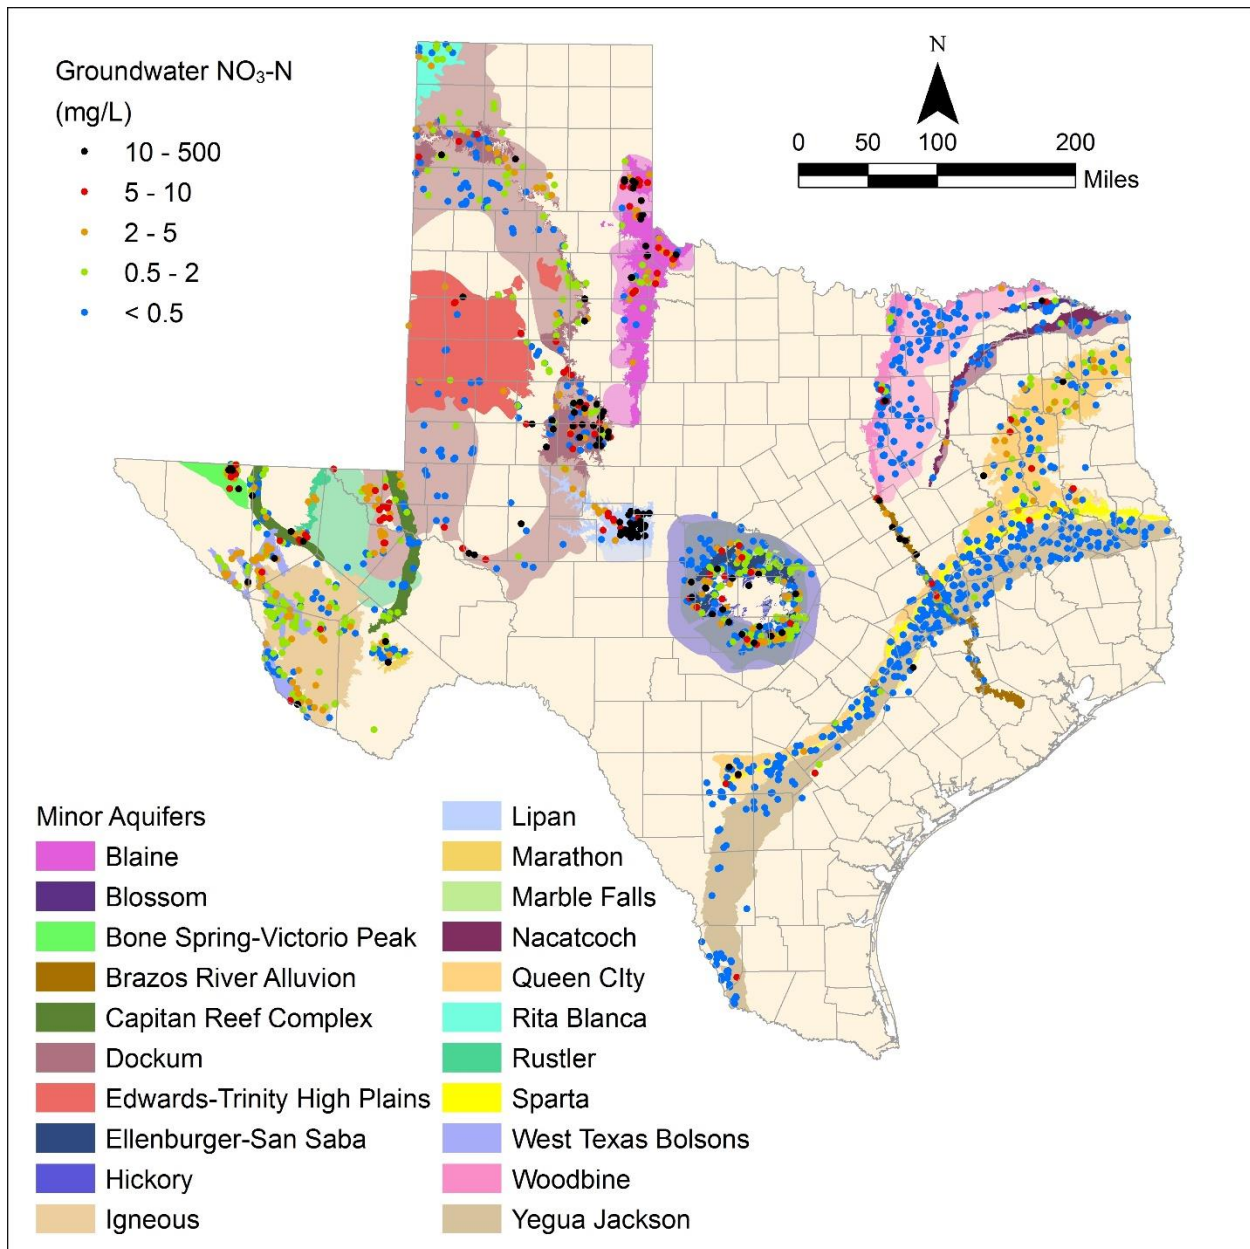 Groundwater NO₃-N
(mg/L)
10 - 500
5 - 10
2 - 5
0.5 - 2
< 0.5
N
0 50 100 200
Miles
Minor Aquifers
Blaine
Blossom
Bone Spring-Victorio Peak
Brazos River Alluvion
Capitan Reef Complex
Dockum
Edwards-Trinity High Plains
Ellenburger-San Saba
Hickory
Igneous
Lipan
Marathon
Marble Falls
Nacatcoch
Queen CIty
Rita Blanca
Rustler
Sparta
West Texas Bolsons
Woodbine
Yegua Jackson